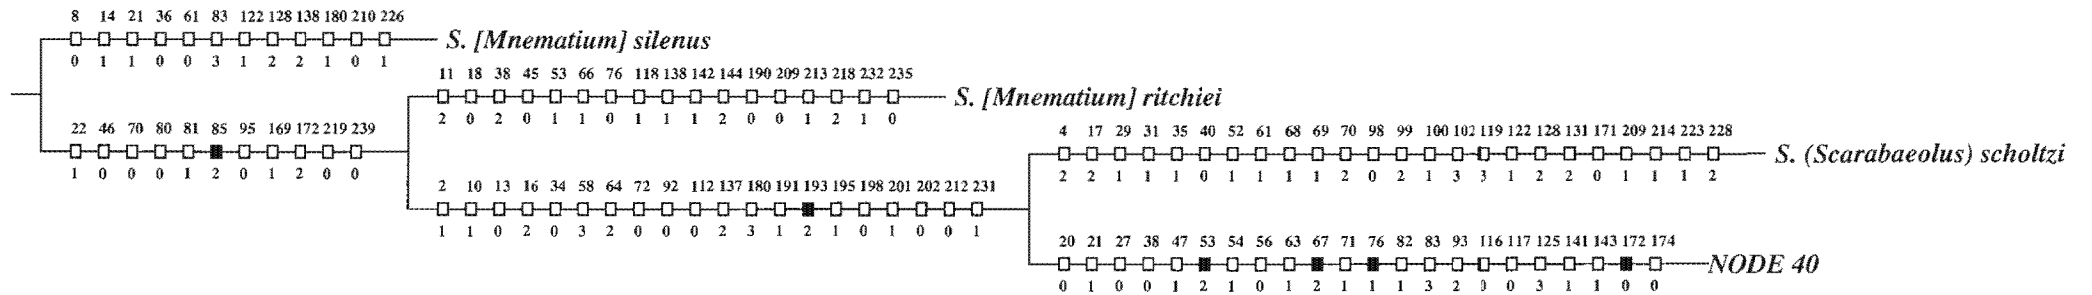 8 14 21 36 61 83 122 128 138 180 210 226
S. [Mnematium] silenus
0 1 1 0 0 3 1 2 2 1 0 1
11 18 38 45 53 66 76 118 138 142 144 190 209 213 218 232 235
S. [Mnematium] ritchiei
2 0 2 0 1 1 0 1 1 1 2 0 0 1 2 1 0
22 46 70 80 81 85 95 169 172 219 239
1 0 0 0 1 2 0 1 2 0 0
4 17 29 31 35 40 52 61 68 69 70 98 99 100 102 119 122 128 131 171 209 214 223 228
S. (Scarabaeolus) scholtzi
2 2 1 1 1 0 1 1 1 1 2 0 2 1 3 3 1 2 2 0 1 1 1 2
2 10 13 16 34 58 64 72 92 112 137 180 191 193 195 198 201 202 212 231
1 1 0 2 0 3 2 0 0 0 2 3 1 2 1 0 1 0 0 1
20 21 27 38 47 53 54 56 63 67 71 76 82 83 93 116 117 125 141 143 172 174
NODE 40
0 1 0 0 1 2 1 0 1 2 1 1 1 3 2 0 3 1 1 0 0